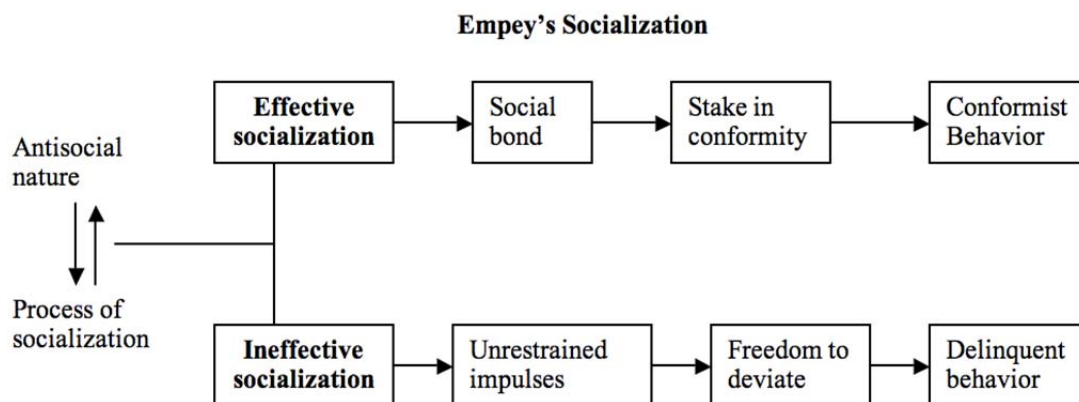 Empey’s Socialization
Effective
socialization
Social
bond
Stake in
conformity
Conformist
Behavior
Antisocial
nature
Process of
socialization
Ineffective
socialization
Unrestrained
impulses
Freedom to
deviate
Delinquent
behavior